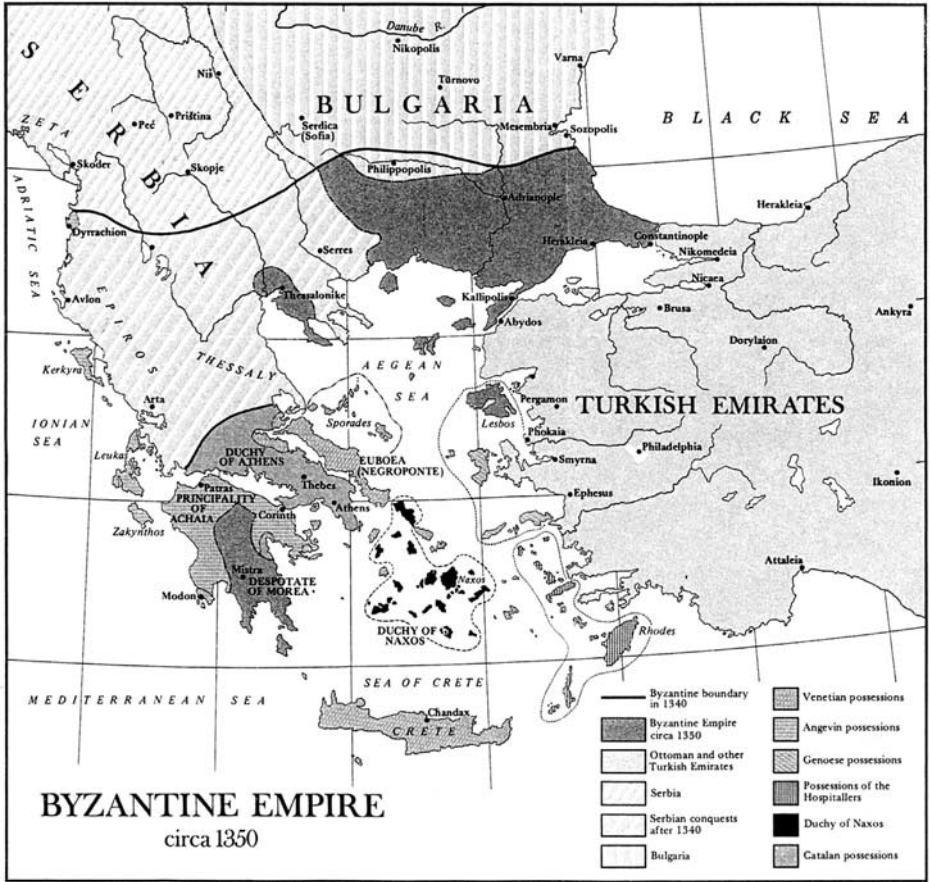 Danube R.
Nikopolis
Varna
Niš
Tŭrnovo
SERBIA
BULGARIA
ZETA
Peć
Priština
Serdica
(Sofia)
Mesembria
Sozopolis
BLACK SEA
Skoder
Skopje
Philippopolis
ADRIATIC SEA
Adrianople
Herakleia
Dyrrachion
Serres
Herakleia
Constantinople
Nikomedeia
Nicaea
Thessalonike
Kallipolis
Avlon
EPIROS
Abydos
Brusa
Ankyra
Dorylaion
THESSALY
AEGEAN
SEA
Kerkyra
Arta
Sporades
Lesbos
Pergamon
TURKISH EMIRATES
IONIAN
SEA
Phokaia
Philadelphia
Leukas
DUCHY
OF ATHENS
EUBOEA
(NEGROPONTE)
Smyrna
Thebes
Ikonion
Patras
PRINCIPALITY
OF
ACHAIA
Corinth
Athens
Ephesus
Zakynthos
Mistra
DESPOTATE
OF MOREA
Naxos
Attaleia
Modon
DUCHY OF
NAXOS
Rhodes
MEDITERRANEAN SEA
SEA OF CRETE
Chandax
CRETE
Byzantine boundary
in 1340
Byzantine Empire
circa 1350
Ottoman and other
Turkish Emirates
Serbia
Serbian conquests
after 1340
Bulgaria
Venetian possessions
Angevin possessions
Genoese possessions
Possessions of the
Hospitallers
Duchy of Naxos
Catalan possessions
BYZANTINE EMPIRE
circa 1350